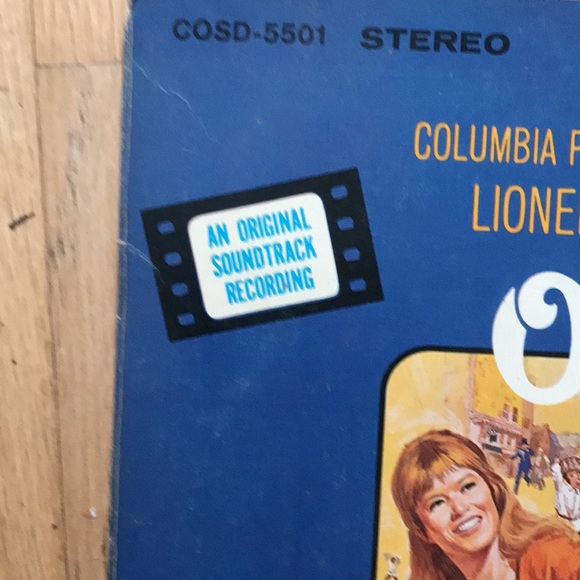 COSD-5501 STEREO
COLUMBIA P
LIONE
AN ORIGINAL
SOUNDTRACK
RECORDING
O